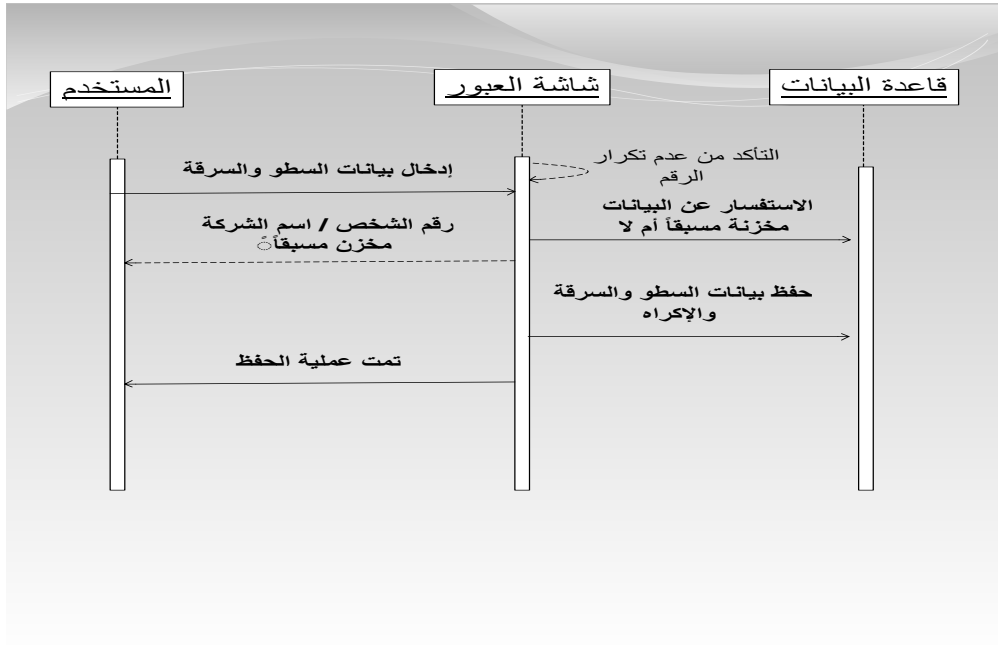 المستخدم
شاشة العبور
قاعدة البيانات
التأكد من عدم تكرار
الرقم
إدخال بيانات السطو والسرقة
الاستفسار عن البيانات
مخزنة مسبقاً أم لا
رقم الشخص / اسم الشركة
مخزن مسبقاًً
حفظ بيانات السطو والسرقة
والإكراه
تمت عملية الحفظ